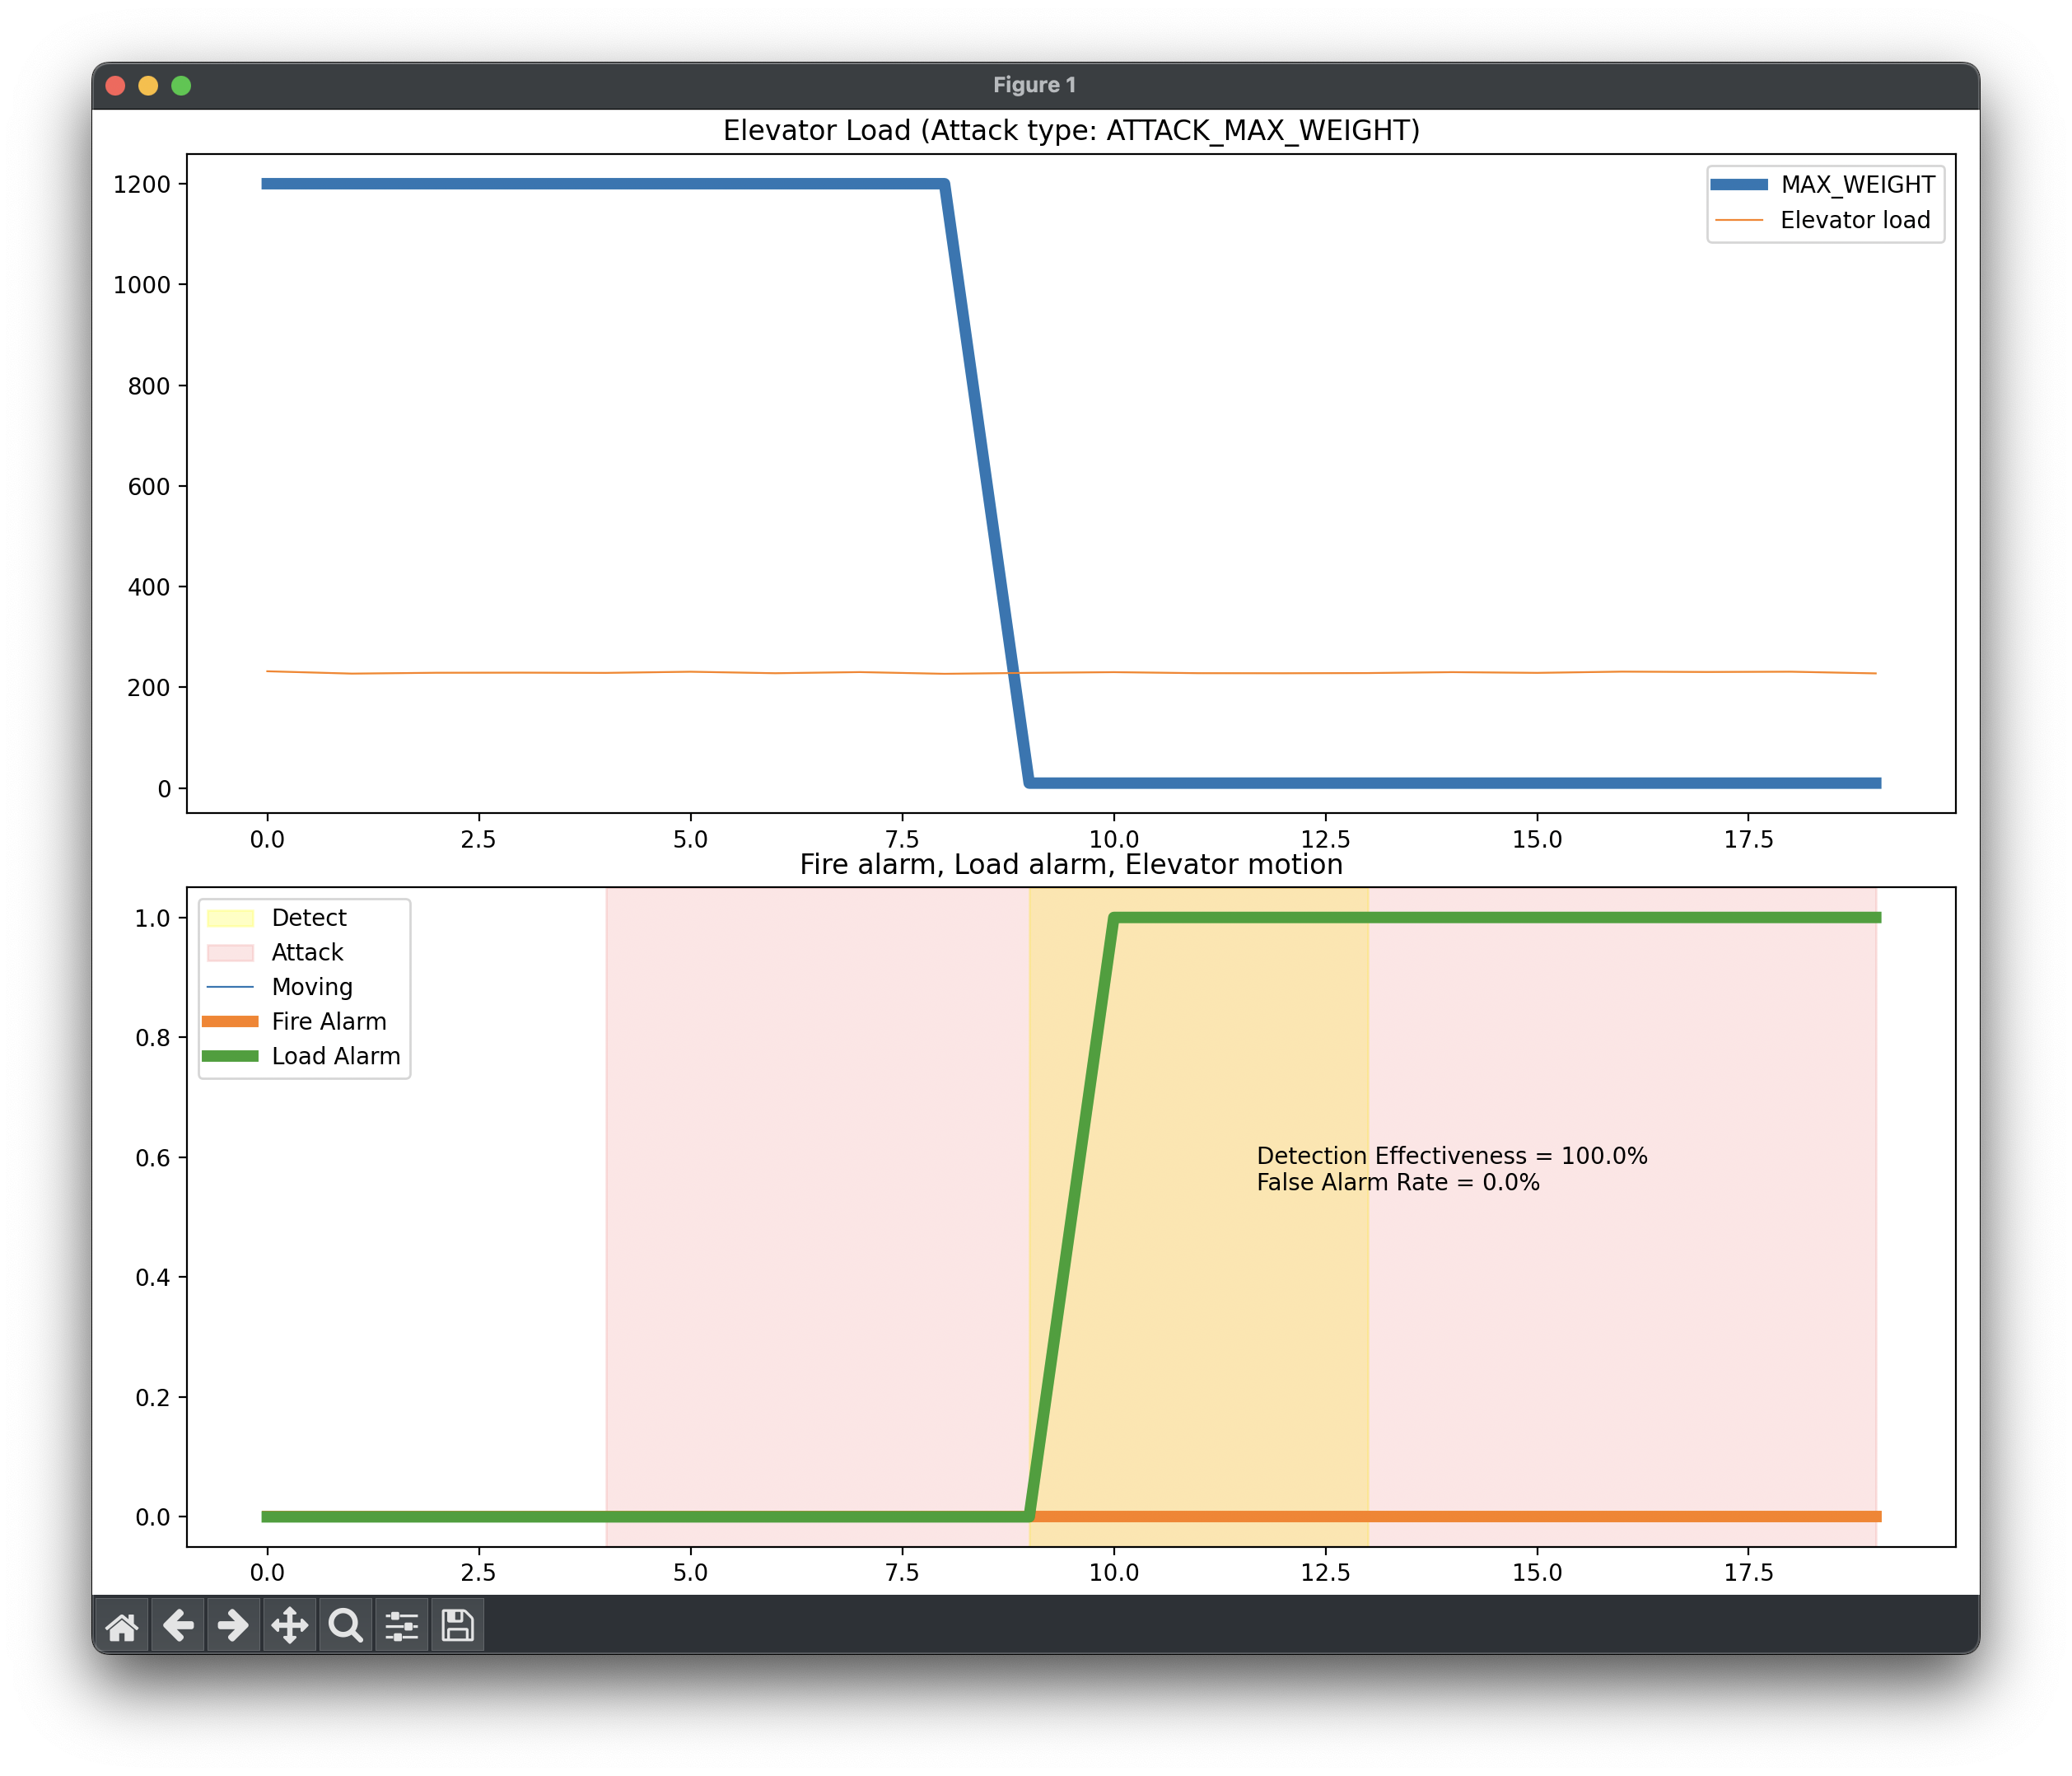 Figure 1
Elevator Load (Attack type: ATTACK_MAX_WEIGHT)
1200
1000
800
600
400
200
0
MAX_WEIGHT
Elevator load
0.0 2.5 5.0 7.5 10.0 12.5 15.0 17.5
Fire alarm, Load alarm, Elevator motion
1.0
0.8
0.6
0.4
0.2
0.0
Detect
Attack
Moving
Fire Alarm
Load Alarm
Detection Effectiveness = 100.0%
False Alarm Rate = 0.0%
0.0 2.5 5.0 7.5 10.0 12.5 15.0 17.5